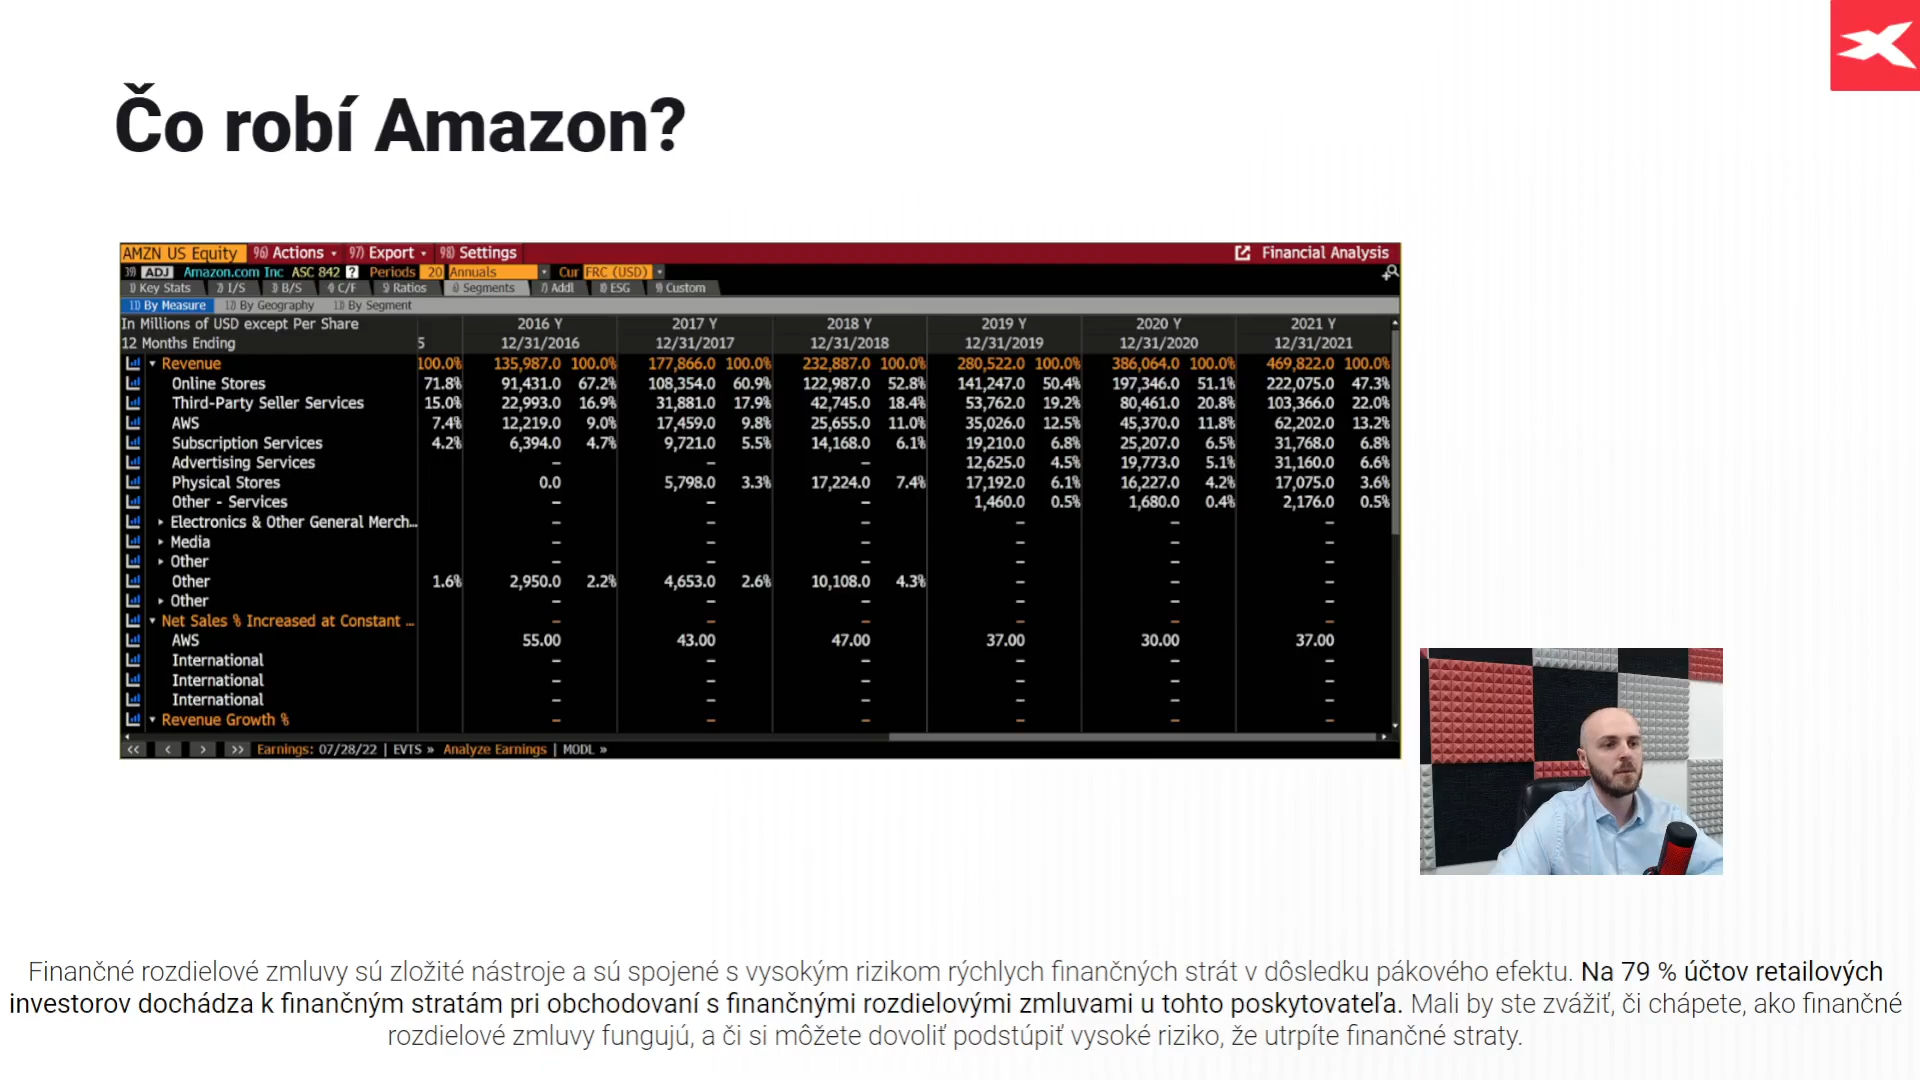 Čo robí Amazon?
AMZN US Equity 96) Actions 97) Export 98) Settings Financial Analysis
39) ADJ Amazon.com Inc ASC 842 ? Periods 20 Annuals Cur FRC (USD)
1) Key Stats 2) I/S 3) B/S 4) C/F 5) Ratios 6) Segments 7) Addl 8) ESG 9) Custom
11) By Measure 12) By Geography 13) By Segment
In Millions of USD except Per Share 2016 Y 2017 Y 2018 Y 2019 Y 2020 Y 2021 Y
12 Months Ending 5 12/31/2016 12/31/2017 12/31/2018 12/31/2019 12/31/2020 12/31/2021
Revenue 100.0% 135,987.0 100.0% 177,866.0 100.0% 232,887.0 100.0% 280,522.0 100.0% 386,064.0 100.0% 469,822.0 100.0%
Online Stores 71.8% 91,431.0 67.2% 108,354.0 60.9% 122,987.0 52.8% 141,247.0 50.4% 197,346.0 51.1% 222,075.0 47.3%
Third-Party Seller Services 15.0% 22,993.0 16.9% 31,881.0 17.9% 42,745.0 18.4% 53,762.0 19.2% 80,461.0 20.8% 103,366.0 22.0%
AWS 7.4% 12,219.0 9.0% 17,459.0 9.8% 25,655.0 11.0% 35,026.0 12.5% 45,370.0 11.8% 62,202.0 13.2%
Subscription Services 4.2% 6,394.0 4.7% 9,721.0 5.5% 14,168.0 6.1% 19,210.0 6.8% 25,207.0 6.5% 31,768.0 6.8%
Advertising Services – – – 12,625.0 4.5% 19,773.0 5.1% 31,160.0 6.6%
Physical Stores 0.0 5,798.0 3.3% 17,224.0 7.4% 17,192.0 6.1% 16,227.0 4.2% 17,075.0 3.6%
Other - Services – – – 1,460.0 0.5% 1,680.0 0.4% 2,176.0 0.5%
Electronics & Other General Merch... – – – – – –
Media – – – – – –
Other – – – – – –
Other 1.6% 2,950.0 2.2% 4,653.0 2.6% 10,108.0 4.3% – – –
Other – – – – – –
Net Sales % Increased at Constant ... – – – – – –
AWS 55.00 43.00 47.00 37.00 30.00 37.00
International – – – – – –
International – – – – – –
International – – – – – –
Revenue Growth % – – – – – –
<< < > >> Earnings: 07/28/22 | EVTS » Analyze Earnings | MODL »
Finančné rozdielové zmluvy sú zložité nástroje a sú spojené s vysokým rizikom rýchlych finančných strát v dôsledku pákového efektu. Na 79 % účtov retailových
investorov dochádza k finančným stratám pri obchodovaní s finančnými rozdielovými zmluvami u tohto poskytovateľa. Mali by ste zvážiť, či chápete, ako finančné
rozdielové zmluvy fungujú, a či si môžete dovoliť podstúpiť vysoké riziko, že utrpíte finančné straty.